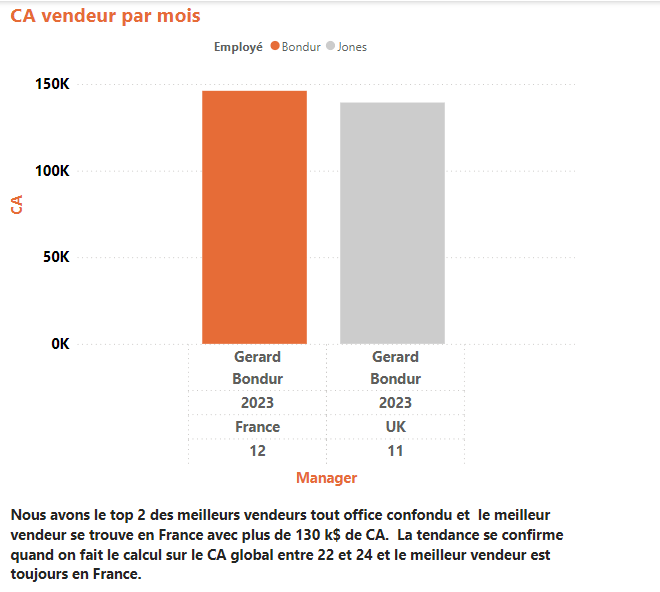 CA vendeur par mois
Employé Bondur Jones
150K
100K
50K
0K
CA
Gerard Bondur Gerard Bondur
2023 2023
France UK
12 11
Manager
Nous avons le top 2 des meilleurs vendeurs tout office confondu et le meilleur
vendeur se trouve en France avec plus de 130 k$ de CA. La tendance se confirme
quand on fait le calcul sur le CA global entre 22 et 24 et le meilleur vendeur est
toujours en France.